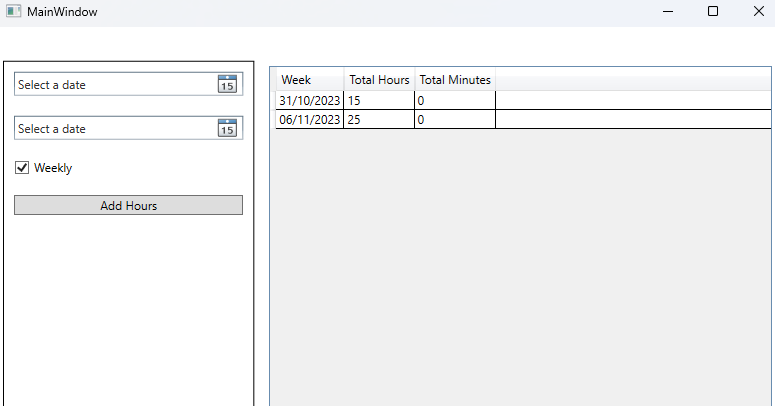 MainWindow
Select a date 15
Select a date 15
Weekly
Add Hours
Week Total Hours Total Minutes
31/10/2023 15 0
06/11/2023 25 0